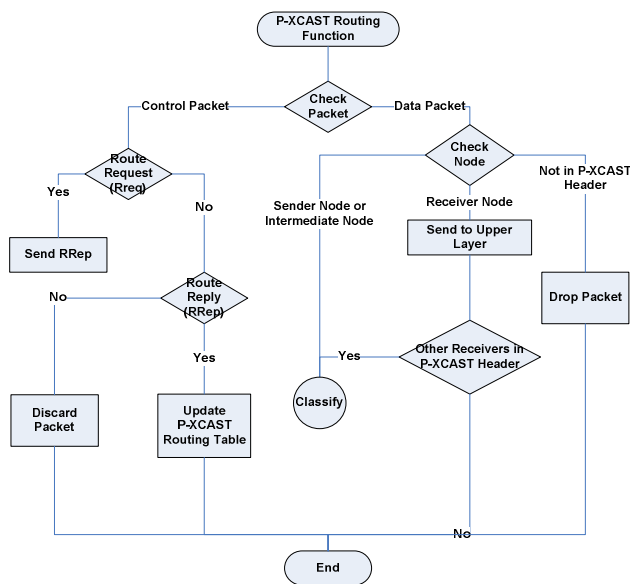 P-XCAST Routing
Function
Check
Packet
Control Packet
Data Packet
Route
Request
(Rreq)
Check
Node
Yes
No
Not in P-XCAST
Header
Sender Node or
Intermediate Node
Receiver Node
Send RRep
Send to Upper
Layer
Route
Reply
(RRep)
No
Drop Packet
Yes
Yes
Other Receivers in
P-XCAST Header
Classify
Discard
Packet
Update
P-XCAST
Routing Table
No
End